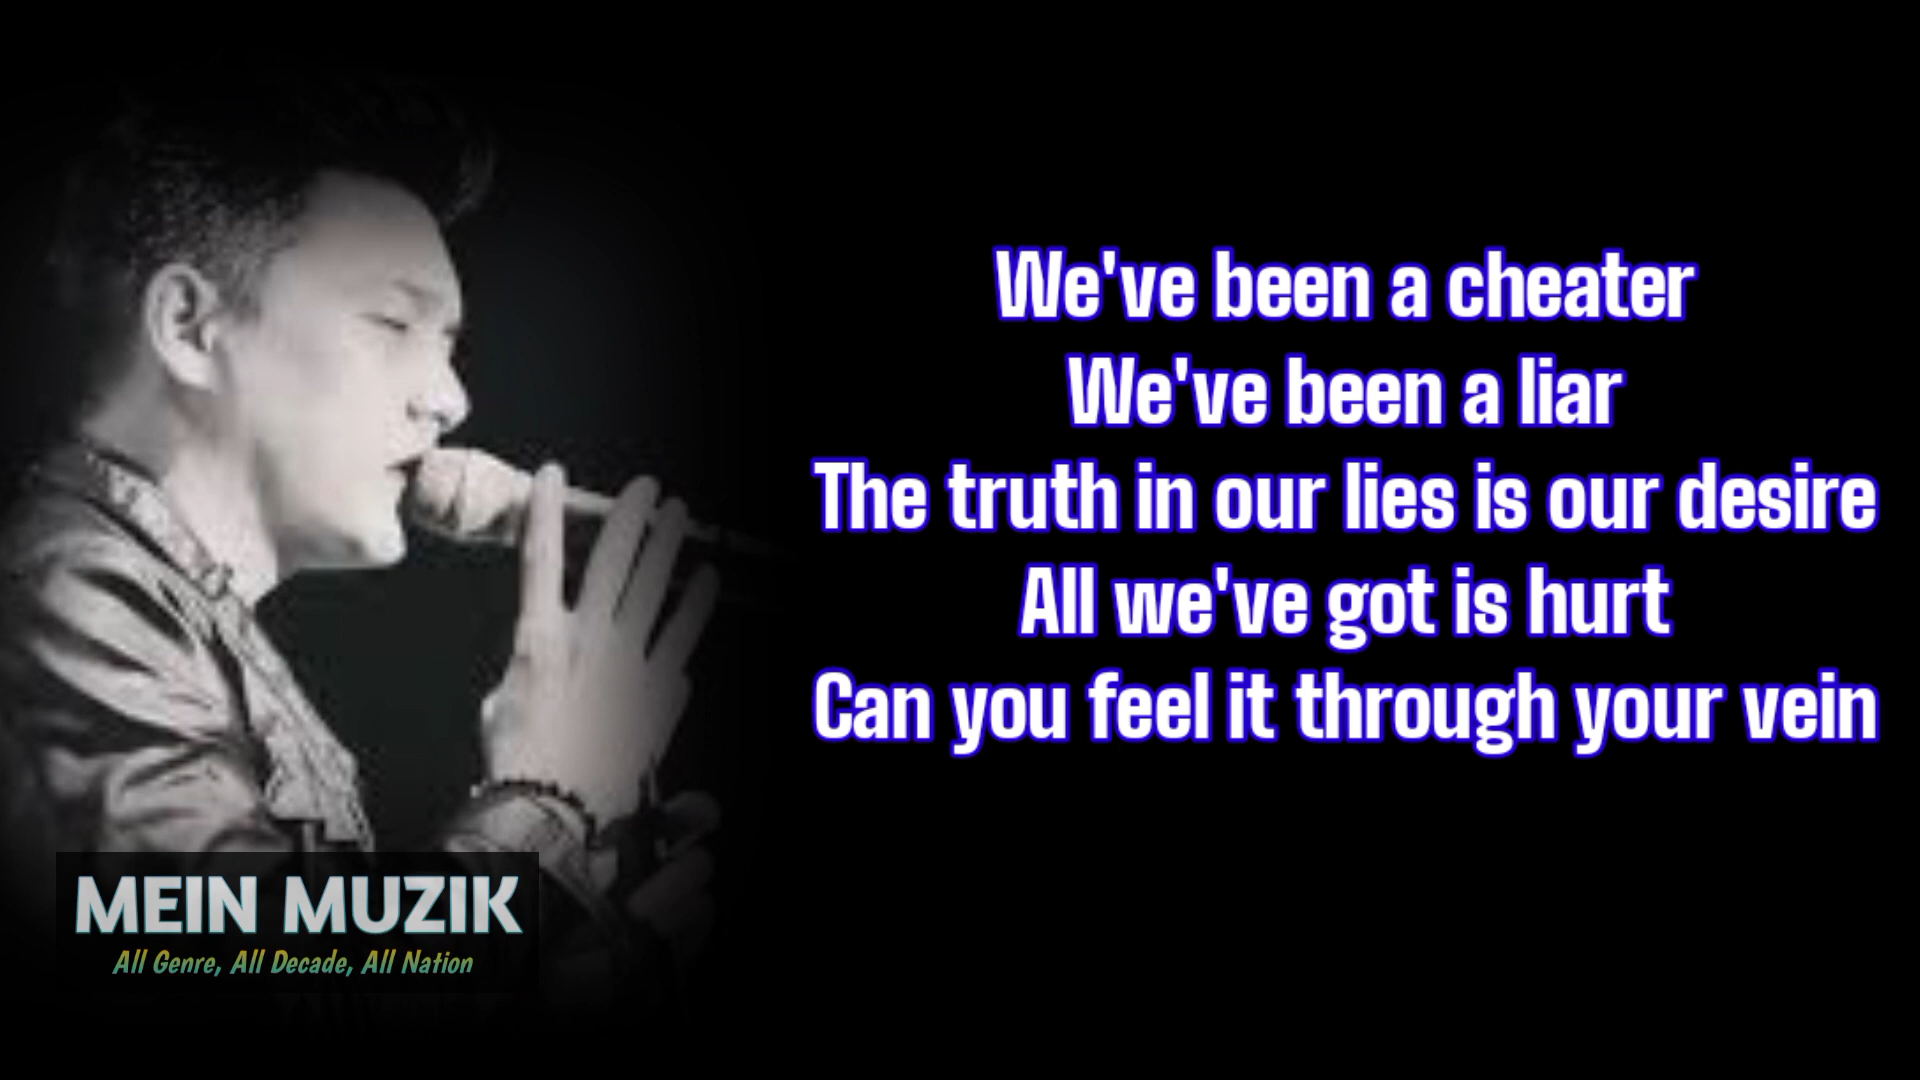 We've been a cheater
We've been a liar
The truth in our lies is our desire
All we've got is hurt
Can you feel it through your vein
MEIN MUZIK
All Genre, All Decade, All Nation